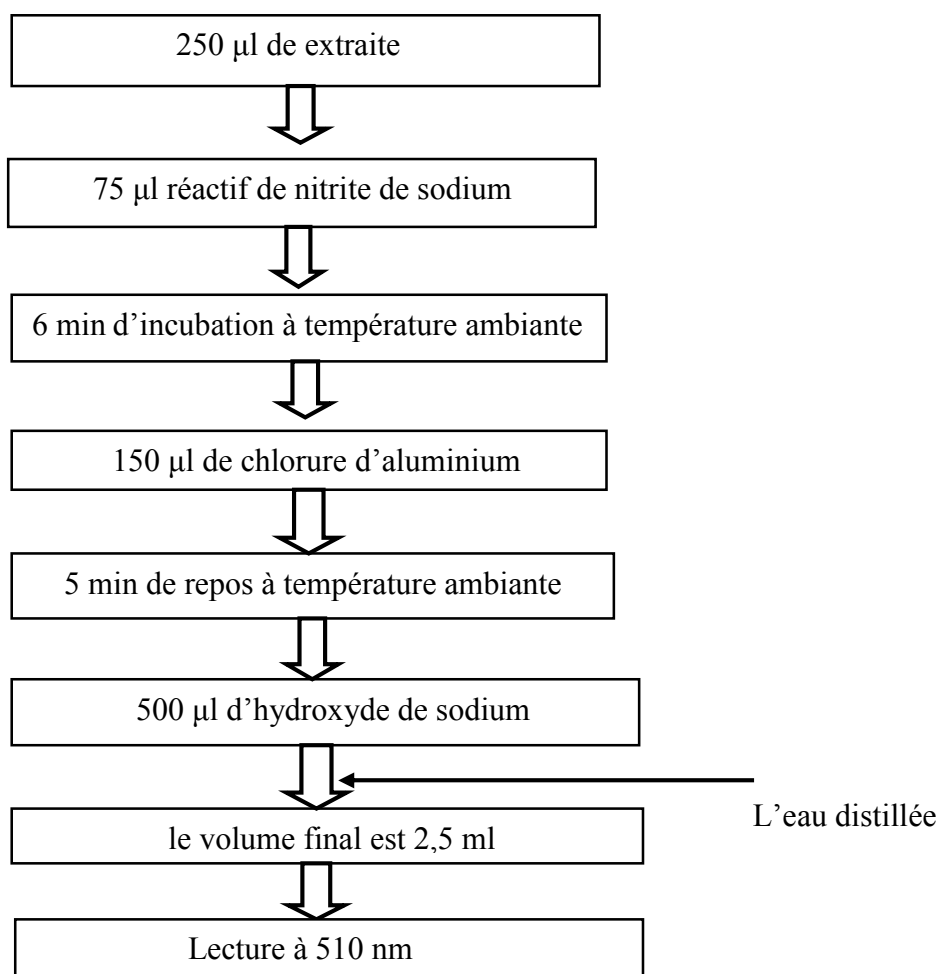 250 μl de extraite
75 μl réactif de nitrite de sodium
6 min d’incubation à température ambiante
150 μl de chlorure d’aluminium
5 min de repos à température ambiante
500 μl d’hydroxyde de sodium
L’eau distillée
le volume final est 2,5 ml
Lecture à 510 nm